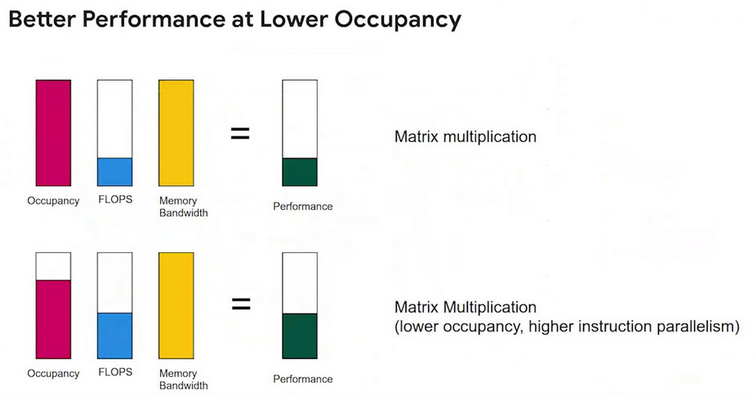 Better Performance at Lower Occupancy
=
Matrix multiplication
Occupancy
FLOPS
Memory
Bandwidth
Performance
=
Matrix Multiplication
(lower occupancy, higher instruction parallelism)
Occupancy
FLOPS
Memory
Bandwidth
Performance